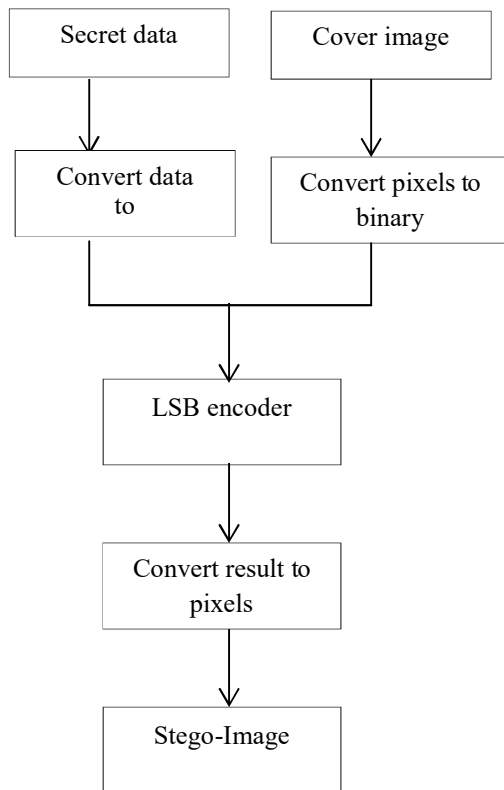 Secret data
Cover image
Convert data
to
Convert pixels to
binary
LSB encoder
Convert result to
pixels
Stego-Image